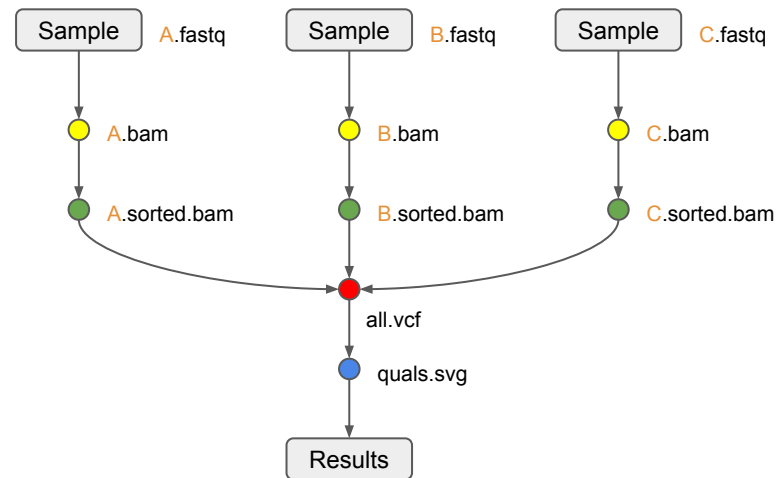 Sample A.fastq Sample B.fastq Sample C.fastq
A.bam B.bam C.bam
A.sorted.bam B.sorted.bam C.sorted.bam
all.vcf
quals.svg
Results